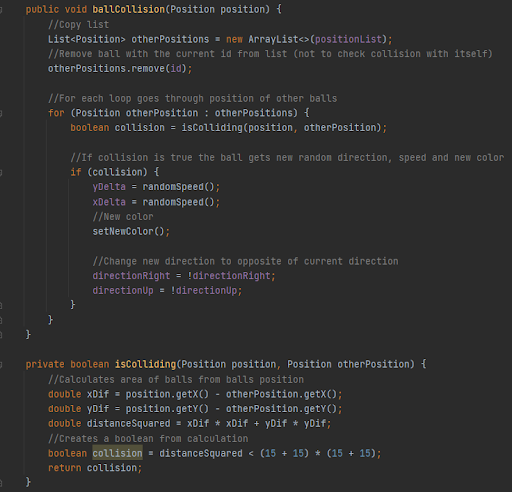 public void ballCollision(Position position) {
//Copy list
List<Position> otherPositions = new ArrayList<>(positionList);
//Remove ball with the current id from list (not to check collision with itself)
otherPositions.remove(id);
//For each loop goes through position of other balls
for (Position otherPosition : otherPositions) {
boolean collision = isColliding(position, otherPosition);
//If collision is true the ball gets new random direction, speed and new color
if (collision) {
yDelta = randomSpeed();
xDelta = randomSpeed();
//New color
setNewColor();
//Change new direction to opposite of current direction
directionRight = !directionRight;
directionUp = !directionUp;
}
}
}
private boolean isColliding(Position position, Position otherPosition) {
//Calculates area of balls from balls position
double xDif = position.getX() - otherPosition.getX();
double yDif = position.getY() - otherPosition.getY();
double distanceSquared = xDif * xDif + yDif * yDif;
//Creates a boolean from calculation
boolean collision = distanceSquared < (15 + 15) * (15 + 15);
return collision;
}